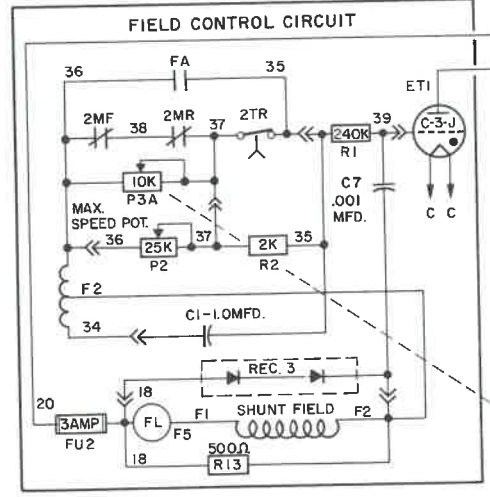 FIELD CONTROL CIRCUIT
36 FA 35
ET1
2MF 38 2MR 37 2TR 39 C-3-J
240K
R1
10K
P3A
C7
.001
MFD.
C C
MAX.
SPEED POT.
36 25K 37 2K 35
P2 R2
F2
34 C1-1.0MFD.
REC. 3
18
20 3AMP FL F1 SHUNT FIELD F2
FU2 F5
18 500Ω
R13